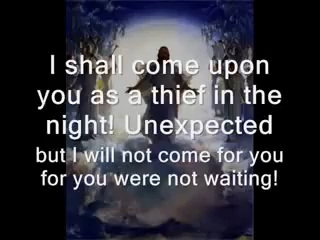 I shall come upon
you as a thief in the
night! Unexpected
but I will not come for you
for you were not waiting!